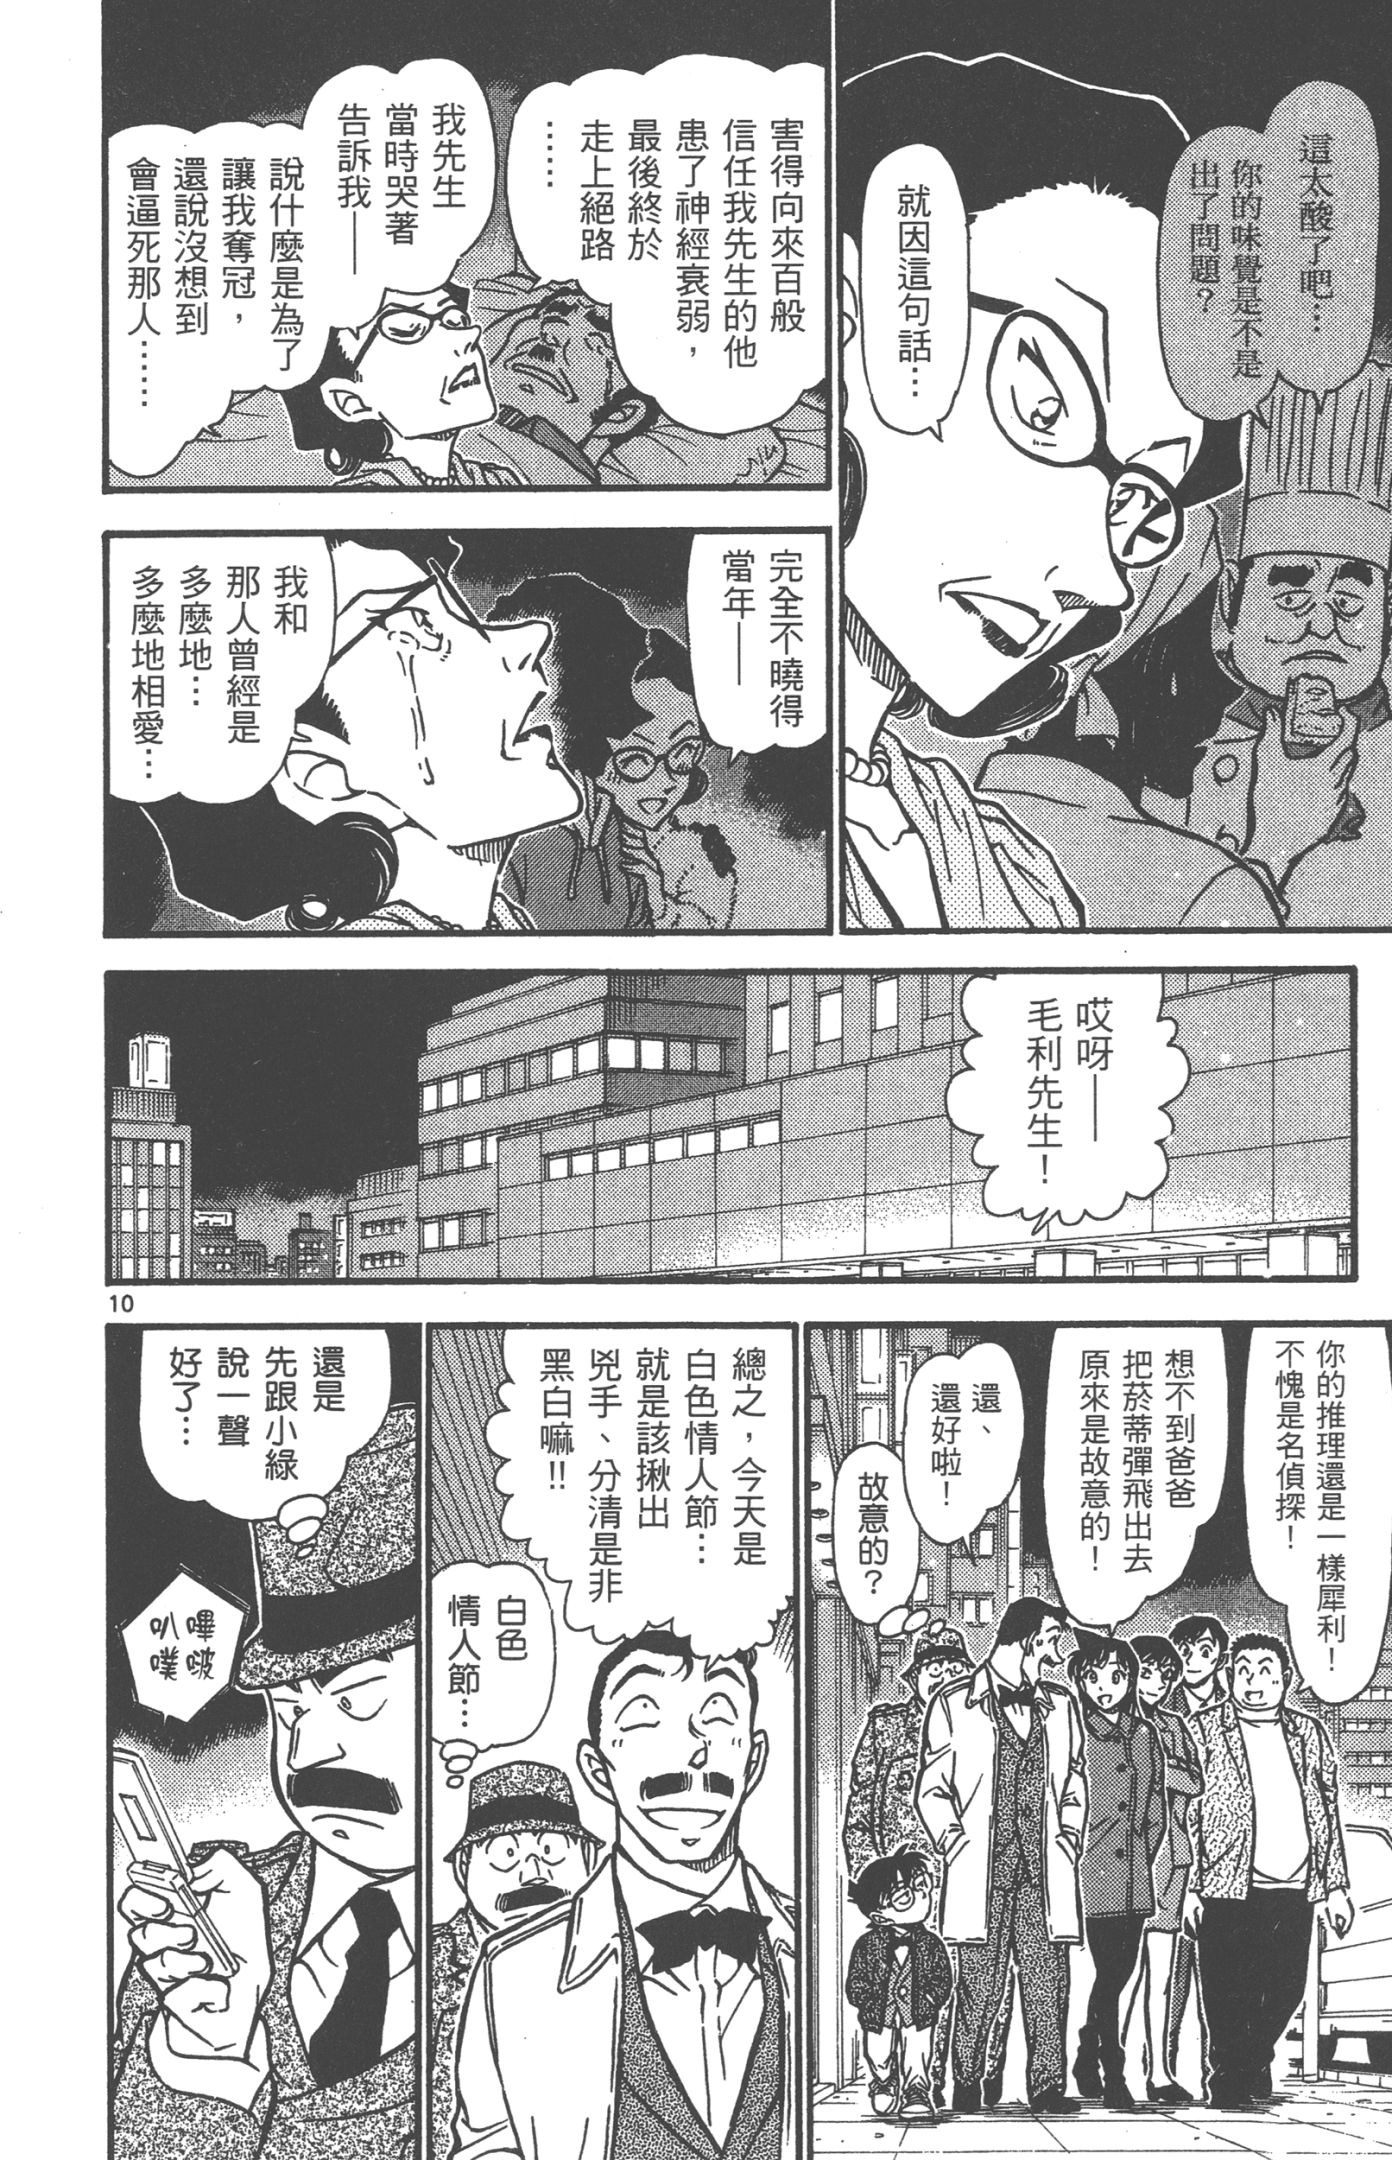 這太酸了吧…
你的味覺是不是
出了問題？
就因這句話…
害得向來百般
信任我先生的他
患了神經衰弱，
最後終於
走上絕路
……
我先生
當時哭著
告訴我——
說什麼是為了
讓我奪冠，
還說沒想到
會逼死那人……
完全不曉得
當年——
我和
那人曾經是
多麼地…
多麼地相愛…
哎呀——
毛利先生！
你的推理還是一樣犀利！
不愧是名偵探！
想不到爸爸
把菸蒂彈飛出去
原來是故意的！
還、
還好啦！
故意的？
總之，今天是
白色情人節…
就是該揪出
兇手、分清是非
黑白嘛!!
白色
情人節…
還是
先跟小綠
說一聲
好了…
嗶啵
叭噗
10